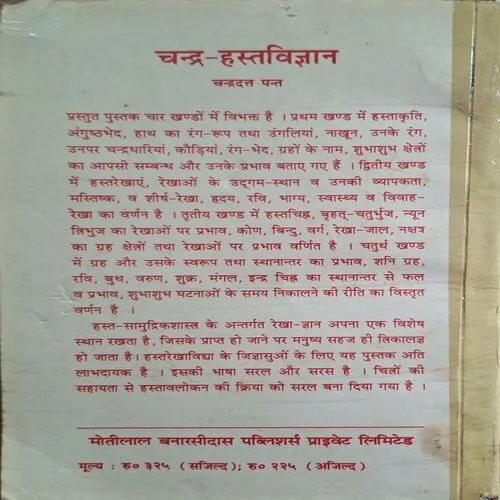 चन्द्र-हस्तविज्ञान
चन्द्रदत्त पन्त
प्रस्तुत पुस्तक चार खण्डों में विभक्त है । प्रथम खण्ड में हस्ताकृति,
अंगुष्ठभेद, हाथ का रंग-रूप तथा उंगलियां, नाखून, उनके रंग,
उनपर चन्द्रधारियां, कौड़ियां, रंग-भेद, ग्रहों के नाम, शुभाशुभ क्षेत्रों
का आपसी सम्बन्ध और उनके प्रभाव बताए गए हैं । द्वितीय खण्ड
में हस्तरेखाएं, रेखाओं के उद्गम-स्थान व उनकी व्यापकता,
मस्तिष्क, व शीर्ष-रेखा, हृदय, रवि, भाग्य, स्वास्थ्य व विवाह-
रेखा का वर्णन है । तृतीय खण्ड में हस्तचिह्न, बृहत्-चतुर्भुज, न्यून
त्रिभुज का रेखाओं पर प्रभाव, कोण, बिन्दु, वर्ग, रेखा-जाल, नक्षत्र
का ग्रह क्षेत्रों तथा रेखाओं पर प्रभाव वर्णित है । चतुर्थ खण्ड
में ग्रह और उसके स्वरूप तथा स्थानान्तर का प्रभाव, शनि ग्रह,
रवि, बुध, वरुण, शुक्र, मंगल, इन्द्र चिह्न का स्थानान्तर से फल
व प्रभाव, शुभाशुभ घटनाओं के समय निकालने की रीति का विस्तृत
वर्णन है ।
हस्त-सामुद्रिकशास्त्र के अन्तर्गत रेखा-ज्ञान अपना एक विशेष
स्थान रखता है, जिसके प्राप्त हो जाने पर मनुष्य सहज ही त्रिकालज्ञ
हो जाता है। हस्तरेखाविद्या के जिज्ञासुओं के लिए यह पुस्तक अति
लाभदायक है । इसकी भाषा सरल और सरस है । चित्रों की
सहायता से हस्तावलोकन की क्रिया को सरल बना दिया गया है ।
मोतीलाल बनारसीदास पब्लिशर्स प्राइवेट लिमिटेड
मूल्य : रु० ३२५ (सजिल्द); रु० २२५ (अजिल्द)